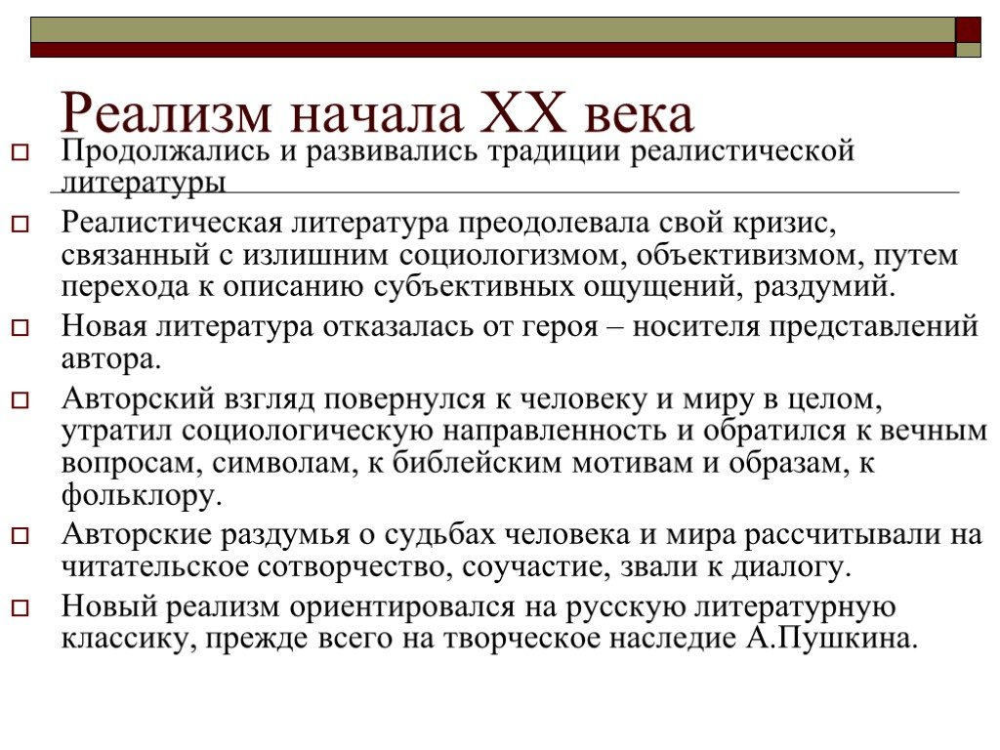 Реализм начала XX века
Продолжались и развивались традиции реалистической
литературы
Реалистическая литература преодолевала свой кризис,
связанный с излишним социологизмом, объективизмом, путем
перехода к описанию субъективных ощущений, раздумий.
Новая литература отказалась от героя – носителя представлений
автора.
Авторский взгляд повернулся к человеку и миру в целом,
утратил социологическую направленность и обратился к вечным
вопросам, символам, к библейским мотивам и образам, к
фольклору.
Авторские раздумья о судьбах человека и мира рассчитывали на
читательское сотворчество, соучастие, звали к диалогу.
Новый реализм ориентировался на русскую литературную
классику, прежде всего на творческое наследие А.Пушкина.